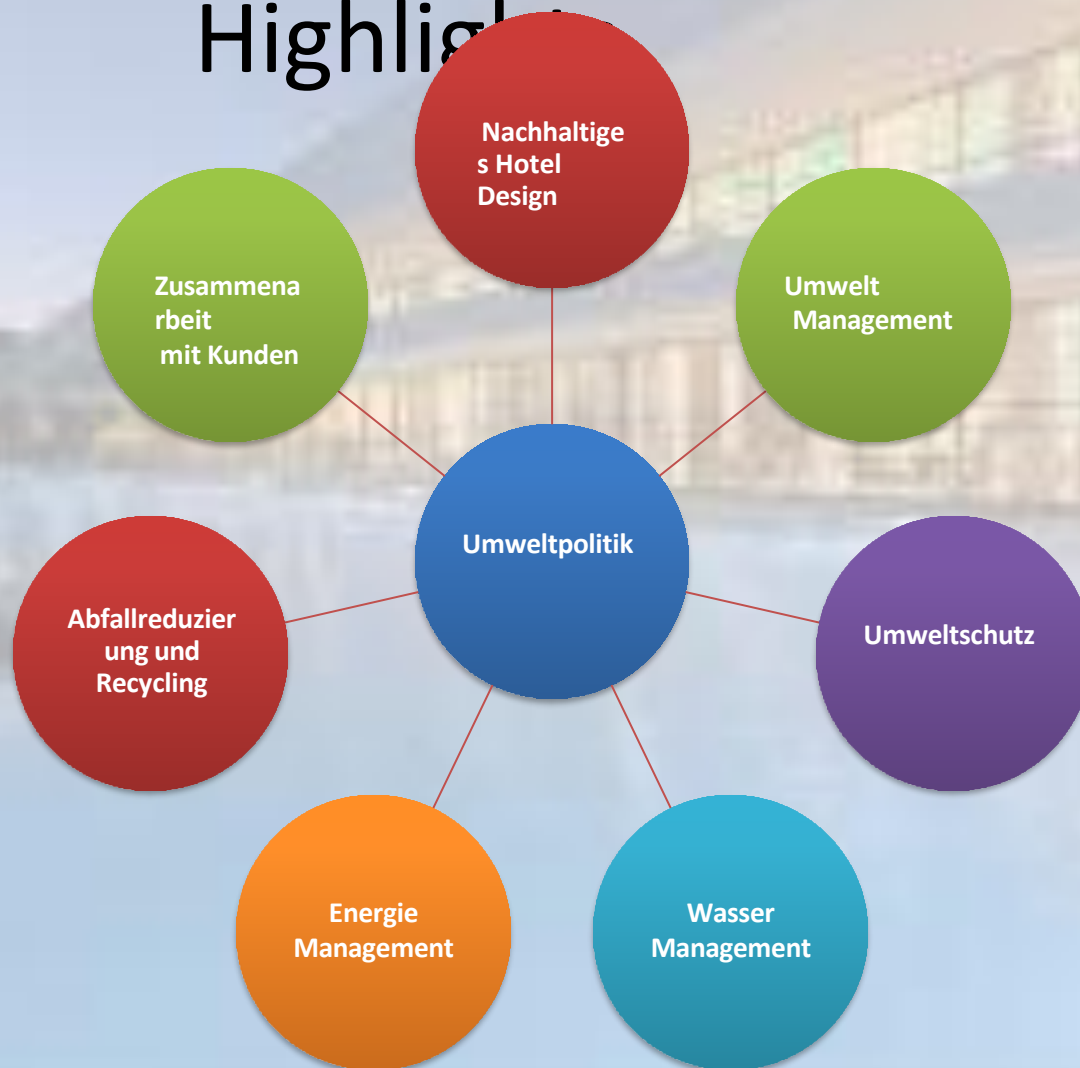 Nachhaltige
s Hotel
Design
Umwelt
Management
Umweltschutz
Wasser
Management
Energie
Management
Abfallreduzier
ung und
Recycling
Zusammena
rbeit
mit Kunden
Umweltpolitik